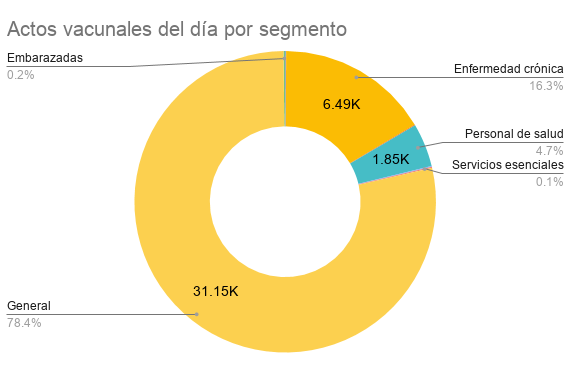 Actos vacunales del día por segmento
Embarazadas
0.2%
Enfermedad crónica
16.3%
6.49K
Personal de salud
4.7%
1.85K
Servicios esenciales
0.1%
31.15K
General
78.4%